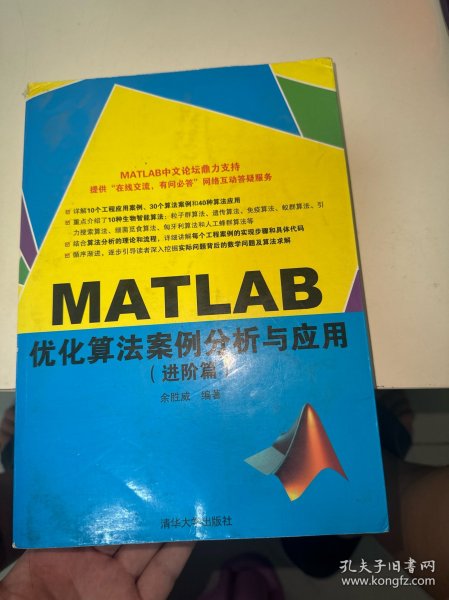 MATLAB中文论坛鼎力支持
提供“在线交流，有问必答”网络互动答疑服务
详解10个工程应用案例、30个算法案例和40种算法应用
重点介绍了10种生物智能算法：粒子群算法、遗传算法、免疫算法、蚁群算法、引
力搜索算法、细菌觅食算法、匈牙利算法和人工蜂群算法等
结合算法分析的理论和流程，详细讲解每个工程案例的实现步骤和具体代码
循序渐进，逐步引导读者深入挖掘实际问题背后的数学问题及算法求解
MATLAB
优化算法案例分析与应用
（进阶篇）
余胜威 编著
清华大学出版社
孔夫子旧书网
www.kongfz.com